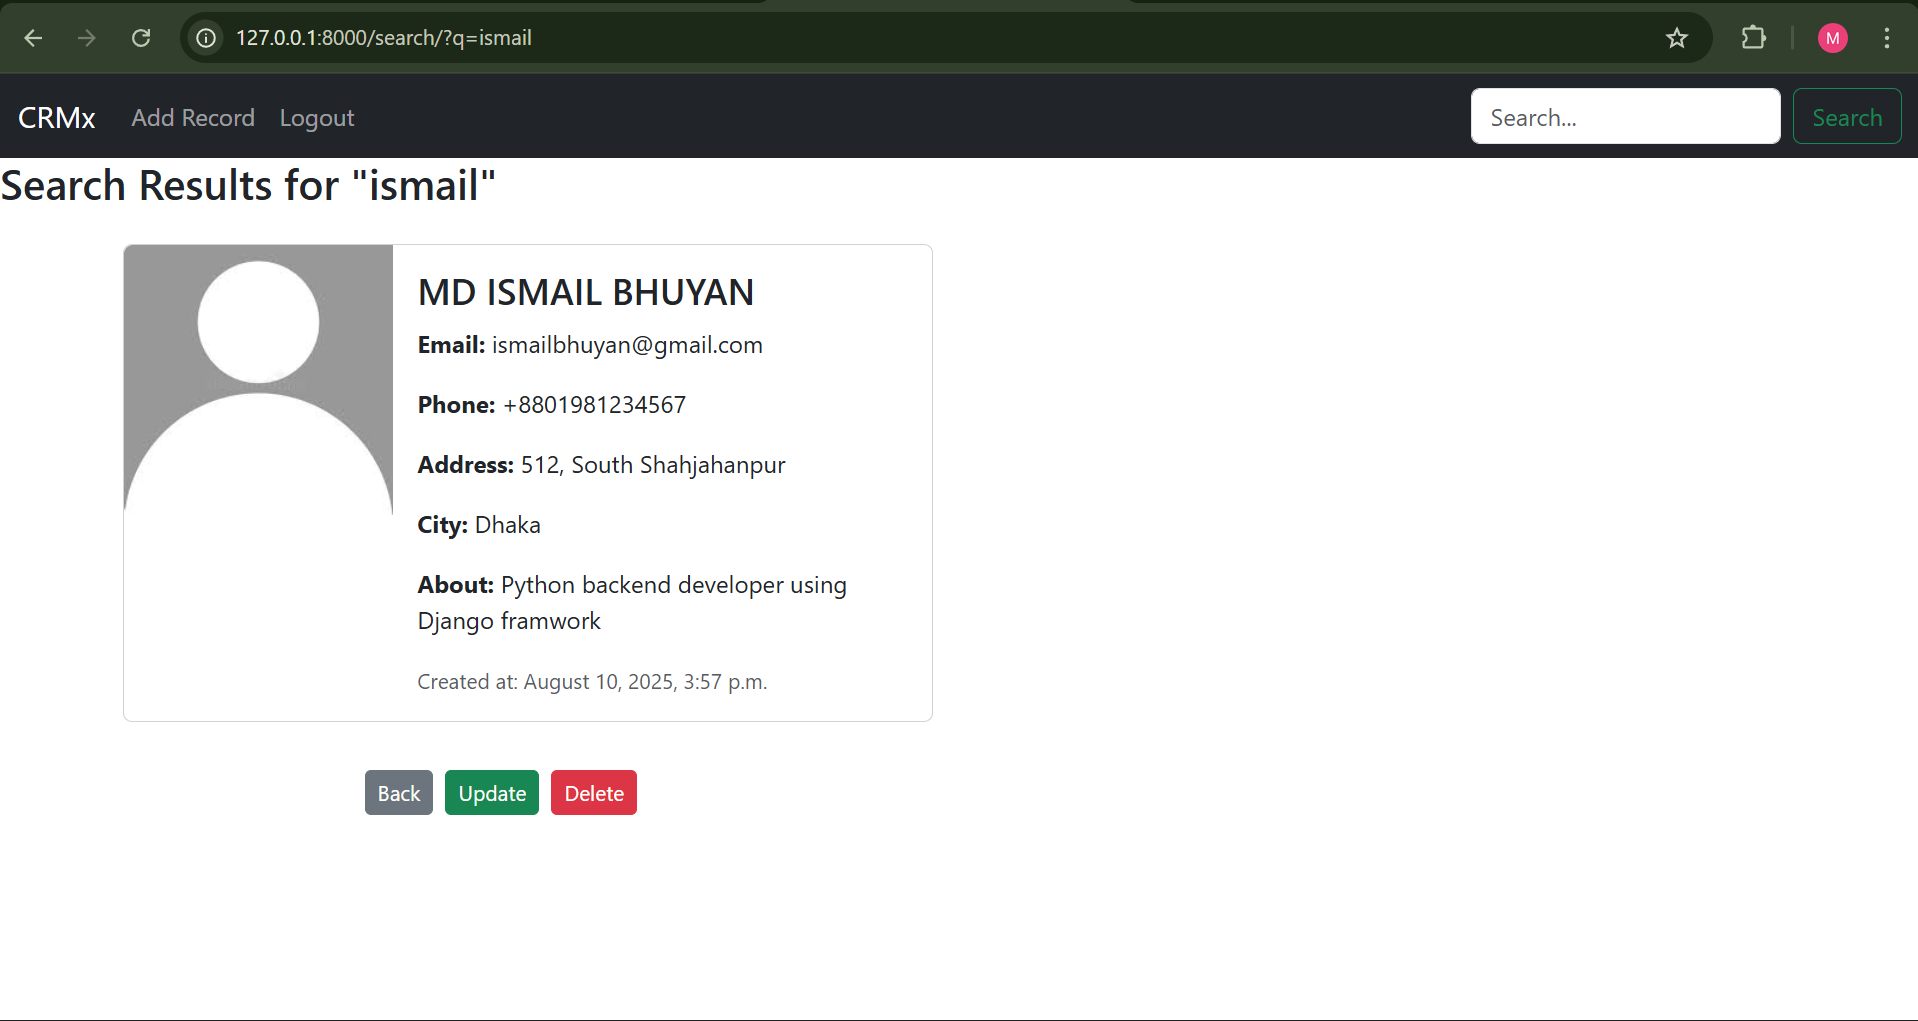 127.0.0.1:8000/search/?q=ismail
M
CRMx Add Record Logout Search... Search
Search Results for "ismail"
MD ISMAIL BHUYAN
Email: ismailbhuyan@gmail.com
Phone: +8801981234567
Address: 512, South Shahjahanpur
City: Dhaka
About: Python backend developer using
Django framwork
Created at: August 10, 2025, 3:57 p.m.
Back Update Delete